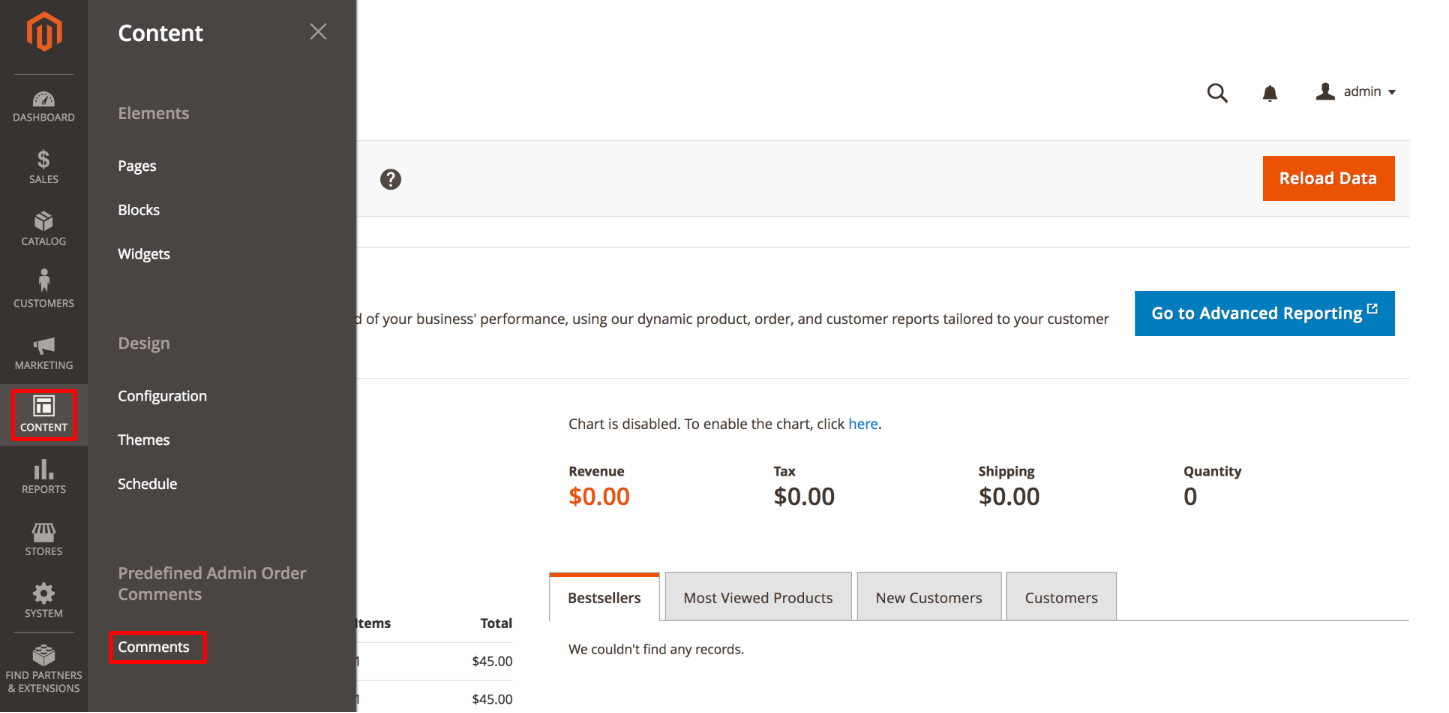 DASHBOARD
SALES
CATALOG
CUSTOMERS
MARKETING
CONTENT
REPORTS
STORES
SYSTEM
FIND PARTNERS
& EXTENSIONS
Content
Elements
Pages
Blocks
Widgets
Design
Configuration
Themes
Schedule
Predefined Admin Order
Comments
Comments
admin
?
Reload Data
d of your business' performance, using our dynamic product, order, and customer reports tailored to your customer
Go to Advanced Reporting
Chart is disabled. To enable the chart, click here.
Revenue Tax Shipping Quantity
$0.00 $0.00 $0.00 0
Items Total
1 $45.00
1 $45.00
Bestsellers Most Viewed Products New Customers Customers
We couldn't find any records.